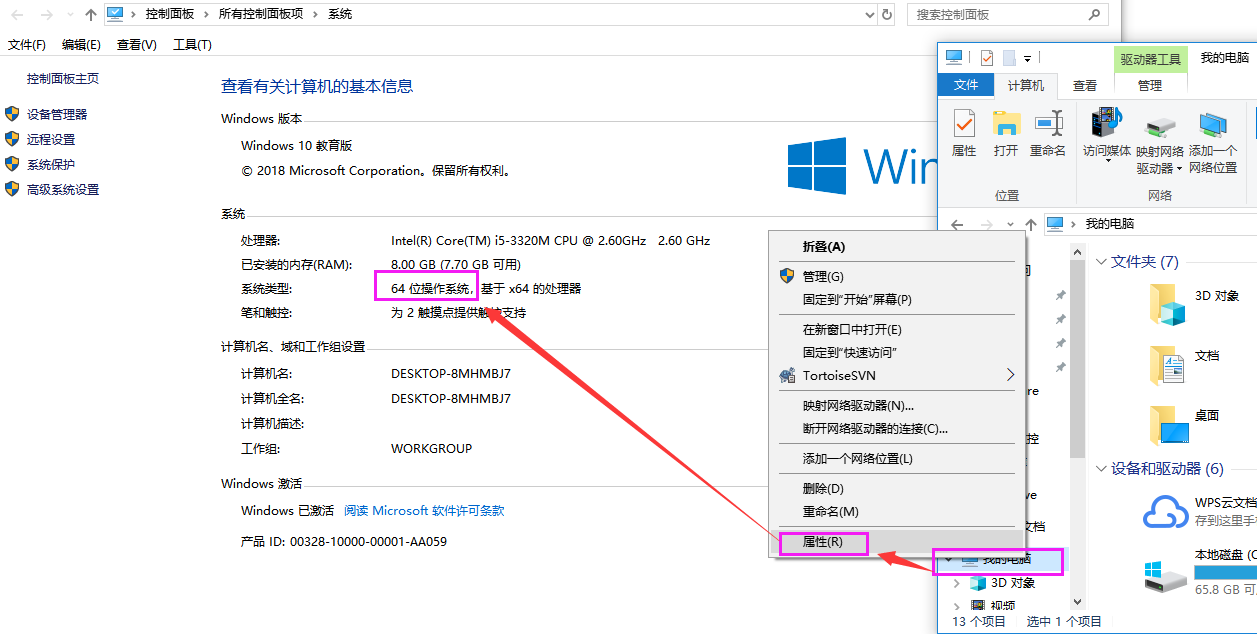 控制面板 > 所有控制面板项 > 系统
搜索控制面板
文件(F) 编辑(E) 查看(V) 工具(T)
控制面板主页
设备管理器
远程设置
系统保护
高级系统设置
查看有关计算机的基本信息
Windows 版本
Windows 10 教育版
© 2018 Microsoft Corporation。保留所有权利。
Win
系统
处理器: Intel(R) Core(TM) i5-3320M CPU @ 2.60GHz 2.60 GHz
已安装的内存(RAM): 8.00 GB (7.70 GB 可用)
系统类型: 64 位操作系统, 基于 x64 的处理器
笔和触控: 为 2 触摸点提供触控支持
计算机名、域和工作组设置
计算机名: DESKTOP-8MHMBJ7
计算机全名: DESKTOP-8MHMBJ7
计算机描述:
工作组: WORKGROUP
Windows 激活
Windows 已激活 阅读 Microsoft 软件许可条款
产品 ID: 00328-10000-00001-AA059
折叠(A)
管理(G)
固定到"开始"屏幕(P)
在新窗口中打开(E)
固定到"快速访问"
TortoiseSVN
映射网络驱动器(N)...
断开网络驱动器的连接(C)...
添加一个网络位置(L)
删除(D)
重命名(M)
属性(R)
驱动器工具 我的电脑
文件 计算机 查看 管理
属性 打开 重命名 访问媒体 映射网络 添加一个
驱动器 网络位置
位置 网络
我的电脑
文件夹 (7)
3D 对象
文档
桌面
设备和驱动器 (6)
WPS云文档
存到这里手
本地磁盘 (C
65.8 GB 可
re
控
ve
文档
我的电脑
3D 对象
视频
13 个项目 选中 1 个项目